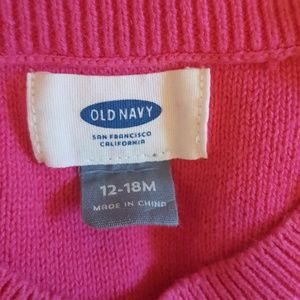 OLD NAVY
SAN FRANCISCO
CALIFORNIA
12-18M
MADE IN CHINA